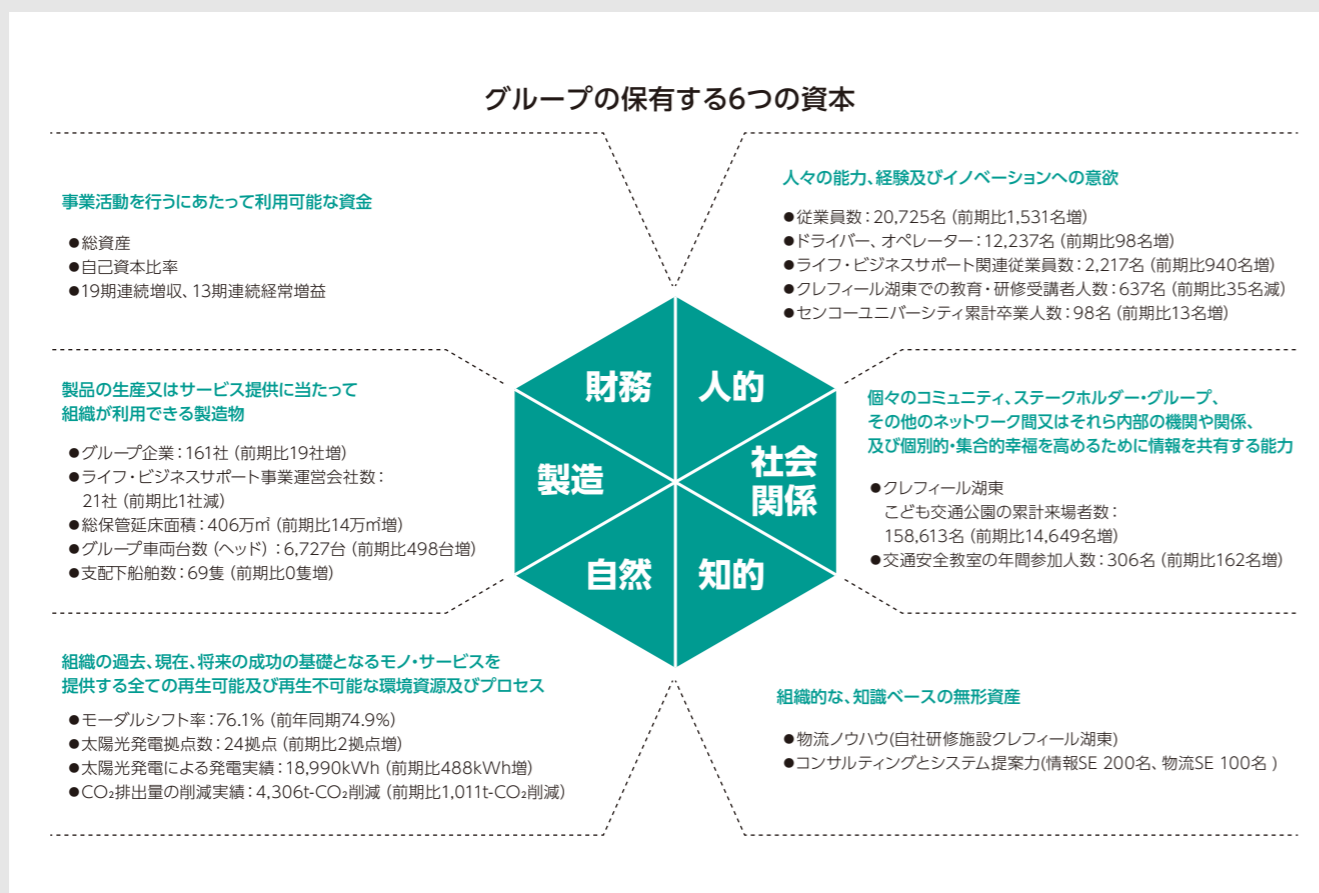 グループの保有する6つの資本
事業活動を行うにあたって利用可能な資金
●総資産
●自己資本比率
●19期連続増収、13期連続経常増益
人々の能力、経験及びイノベーションへの意欲
●従業員数：20,725名 (前期比1,531名増)
●ドライバー、オペレーター：12,237名 (前期比98名増)
●ライフ・ビジネスサポート関連従業員数：2,217名 (前期比940名増)
●クレフィール湖東での教育・研修受講者人数：637名 (前期比35名減)
●センコーユニバーシティ累計卒業人数：98名 (前期比13名増)
製品の生産又はサービス提供に当たって
組織が利用できる製造物
●グループ企業：161社 (前期比19社増)
●ライフ・ビジネスサポート事業運営会社数：
21社 (前期比1社減)
●総保管延床面積：406万㎡ (前期比14万㎡増)
●グループ車両台数 (ヘッド) ：6,727台 (前期比498台増)
●支配下船舶数：69隻 (前期比0隻増)
財務
人的
製造
社会
関係
自然
知的
個々のコミュニティ、ステークホルダー・グループ、
その他のネットワーク間又はそれら内部の機関や関係、
及び個別的・集合的幸福を高めるために情報を共有する能力
●クレフィール湖東
こども交通公園の累計来場者数：
158,613名 (前期比14,649名増)
●交通安全教室の年間参加人数：306名 (前期比162名増)
組織の過去、現在、将来の成功の基礎となるモノ・サービスを
提供する全ての再生可能及び再生不可能な環境資源及びプロセス
●モーダルシフト率：76.1% (前年同期74.9%)
●太陽光発電拠点数：24拠点 (前期比2拠点増)
●太陽光発電による発電実績：18,990kWh (前期比488kWh増)
●CO₂排出量の削減実績：4,306t-CO₂削減 (前期比1,011t-CO₂削減)
組織的な、知識ベースの無形資産
●物流ノウハウ(自社研修施設クレフィール湖東)
●コンサルティングとシステム提案力(情報SE 200名、物流SE 100名 )